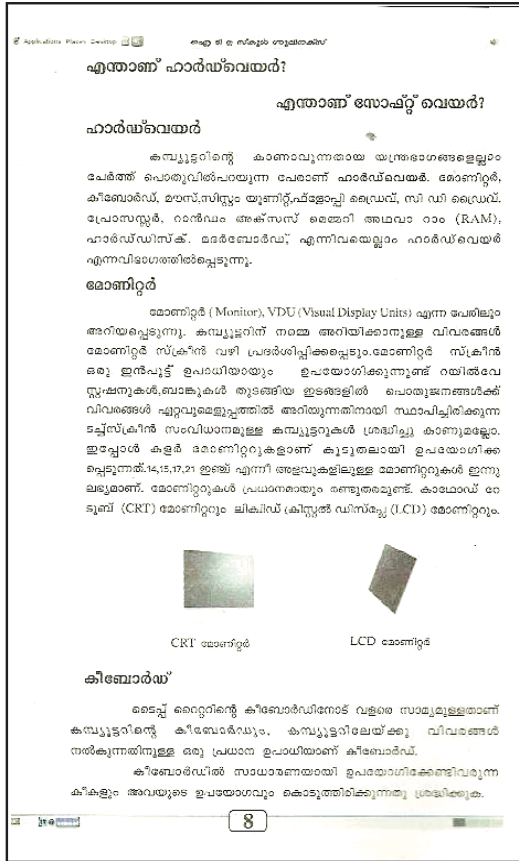 Applications Places Desktop ഐ ടി @ സ്കൂൾ ഗ്നൂലിനക്സ്
എന്താണ് ഹാർഡ്‌വെയർ?
എന്താണ് സോഫ്റ്റ് വെയർ?
ഹാർഡ്‌വെയർ
കമ്പ്യൂട്ടറിന്റെ കാണാവുന്നതായ യന്ത്രഭാഗങ്ങളെല്ലാം
ചേർത്ത് പൊതുവിൽപറയുന്ന പേരാണ് ഹാർഡ്‌വെയർ. മോണിറ്റർ,
കീബോർഡ്, മൗസ്,സിസ്റ്റം യൂണിറ്റ്,ഫ്ളോപ്പി ഡ്രൈവ്, സി ഡി ഡ്രൈവ്.
പ്രോസസ്സർ, റാൻഡം അക്സസ് മെമ്മറി അഥവാ റാം (RAM),
ഹാർഡ്ഡിസ്ക്. മദർബോർഡ്, എന്നിവയെല്ലാം ഹാർഡ്‌വെയർ
എന്നവിഭാഗത്തിൽപ്പെടുന്നു.
മോണിറ്റർ
മോണിറ്റർ ( Monitor), VDU (Visual Display Units) എന്ന പേരിലും
അറിയപ്പെടുന്നു. കമ്പ്യൂട്ടറിന് നമ്മെ അറിയിക്കാനുള്ള വിവരങ്ങൾ
മോണിറ്റർ സ്ക്രീൻ വഴി പ്രദർശിപ്പിക്കപ്പെടും.മോണിറ്റർ സ്ക്രീൻ
ഒരു ഇൻപുട്ട് ഉപാധിയായും ഉപയോഗിക്കുന്നുണ്ട് റയിൽവേ
സ്റ്റഷനുകൾ,ബാങ്കുകൾ തുടങ്ങിയ ഇടങ്ങളിൽ പൊതുജനങ്ങൾക്ക്
വിവരങ്ങൾ ഏറ്റവുമെളുപ്പത്തിൽ അറിയുന്നതിനായി സ്ഥാപിച്ചിരിക്കുന്ന
ടച്ച്സ്ക്രീൻ സംവിധാനമുള്ള കമ്പ്യൂട്ടറുകൾ ശ്രദ്ധിച്ചു കാണുമല്ലോ.
ഇപ്പോൾ കളർ മോണിറ്ററുകളാണ് കൂടുതലായി ഉപയോഗിക്ക
പ്പെടുന്നത്.14,15,17,21 ഇഞ്ച് എന്നീ അളവുകളിലുള്ള മോണിറ്ററുകൾ ഇന്നു
ലഭ്യമാണ്. മോണിറ്ററുകൾ പ്രധാനമായും രണ്ടുതരമുണ്ട്. കാഥോഡ് റേ
ടൂബ് (CRT) മോണിറ്ററും ലിക്വിഡ് ക്രിസ്റ്റൽ ഡിസ്പ്ലേ (LCD) മോണിറ്ററും.
CRT മോണിറ്റർ LCD മോണിറ്റർ
കീബോർഡ്
ടൈപ്പ് റൈറ്ററിന്റെ കീബോർഡിനോട് വളരെ സാമ്യമുള്ളതാണ്
കമ്പ്യൂട്ടറിന്റെ കീബോർഡും. കമ്പ്യൂട്ടറിലേയ്ക്കു വിവരങ്ങൾ
നൽകുന്നതിനുള്ള ഒരു പ്രധാന ഉപാധിയാണ് കീബോർഡ്.
കീബോർഡിൽ സാധാരണയായി ഉപയോഗിക്കേണ്ടിവരുന്ന
കീകളും അവയുടെ ഉപയോഗവും കൊടുത്തിരിക്കുന്നതു ശ്രദ്ധിക്കുക.
8